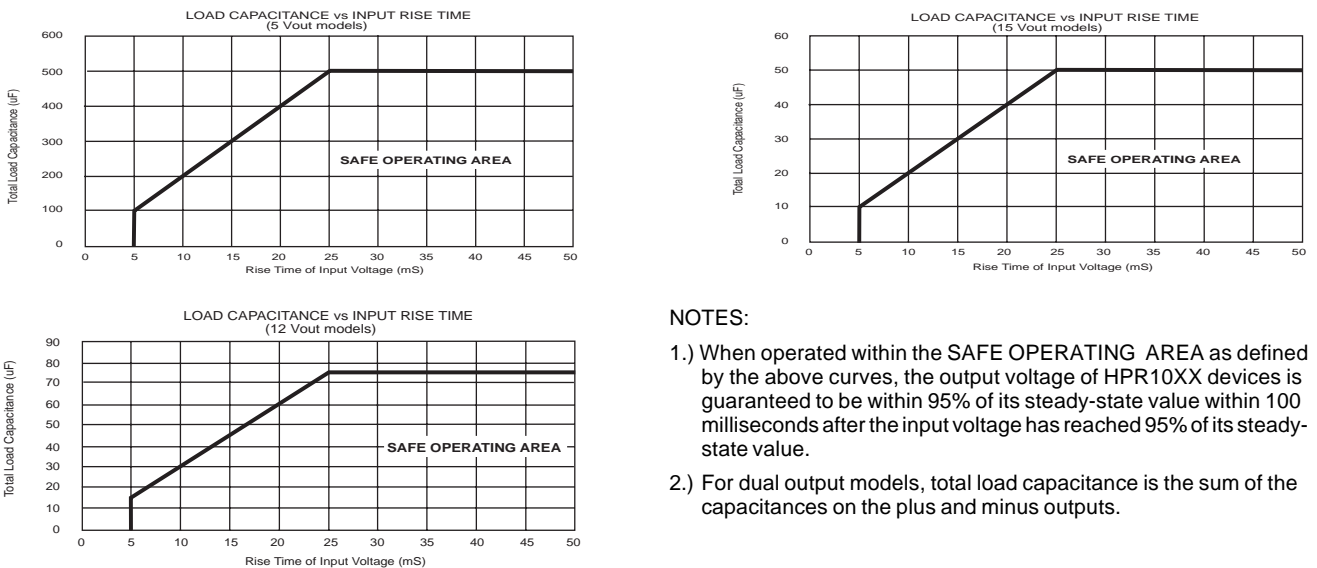 LOAD CAPACITANCE vs INPUT RISE TIME
(5 Vout models)
600
500
400
300
200
100
0
Total Load Capacitance (uF)
SAFE OPERATING AREA
0 5 10 15 20 25 30 35 40 45 50
Rise Time of Input Voltage (mS)
LOAD CAPACITANCE vs INPUT RISE TIME
(15 Vout models)
60
50
40
30
20
10
0
Total Load Capacitance (uF)
SAFE OPERATING AREA
0 5 10 15 20 25 30 35 40 45 50
Rise Time of Input Voltage (mS)
LOAD CAPACITANCE vs INPUT RISE TIME
(12 Vout models)
90
80
70
60
50
40
30
20
10
0
Total Load Capacitance (uF)
SAFE OPERATING AREA
0 5 10 15 20 25 30 35 40 45 50
Rise Time of Input Voltage (mS)
NOTES:
1.) When operated within the SAFE OPERATING AREA as defined
by the above curves, the output voltage of HPR10XX devices is
guaranteed to be within 95% of its steady-state value within 100
milliseconds after the input voltage has reached 95% of its steady-
state value.
2.) For dual output models, total load capacitance is the sum of the
capacitances on the plus and minus outputs.